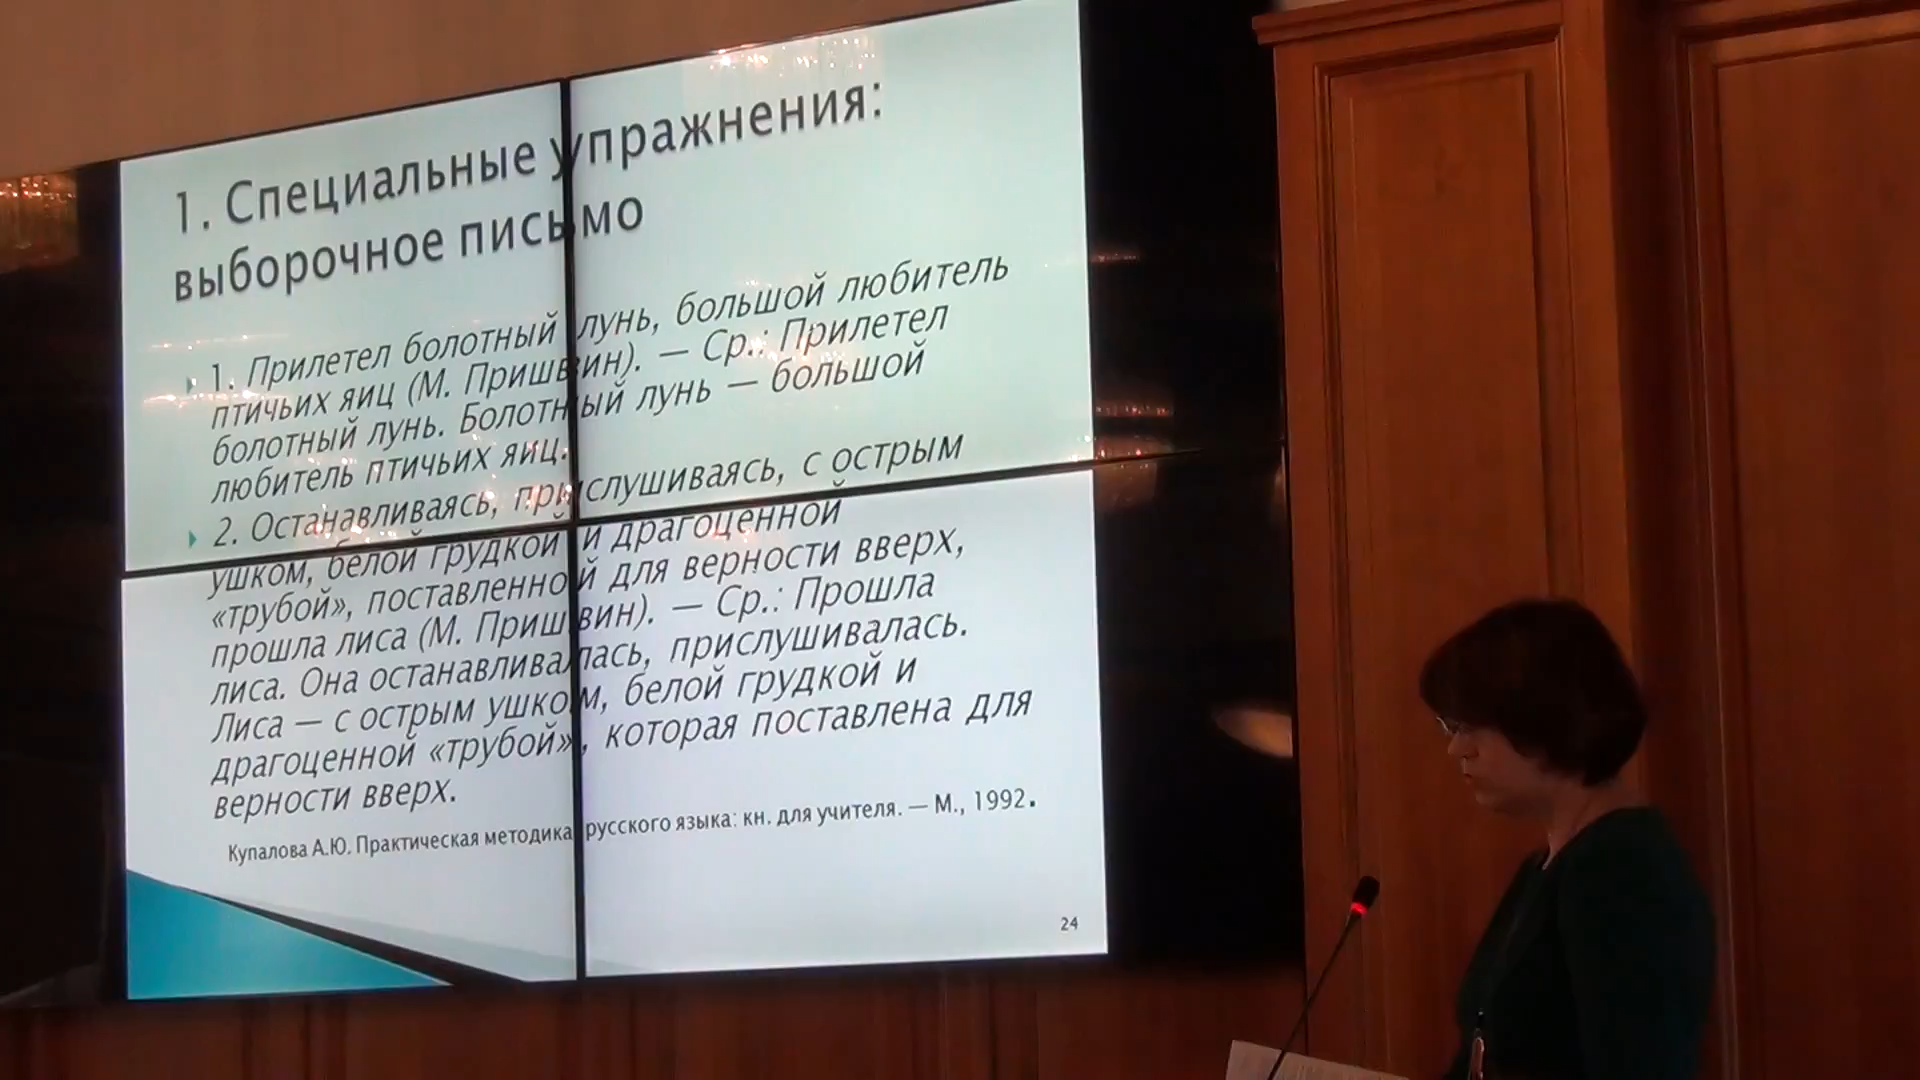 1. Специальные упражнения:
выборочное письмо
1. Прилетел болотный лунь, большой любитель
птичьих яиц (М. Пришвин). — Ср.: Прилетел
болотный лунь. Болотный лунь — большой
любитель птичьих яиц.
2. Останавливаясь, прислушиваясь, с острым
ушком, белой грудкой и драгоценной
«трубой», поставленной для верности вверх,
прошла лиса (М. Пришвин). — Ср.: Прошла
лиса. Она останавливалась, прислушивалась.
Лиса — с острым ушком, белой грудкой и
драгоценной «трубой», которая поставлена для
верности вверх.
Купалова А.Ю. Практическая методика русского языка: кн. для учителя. — М., 1992.
24